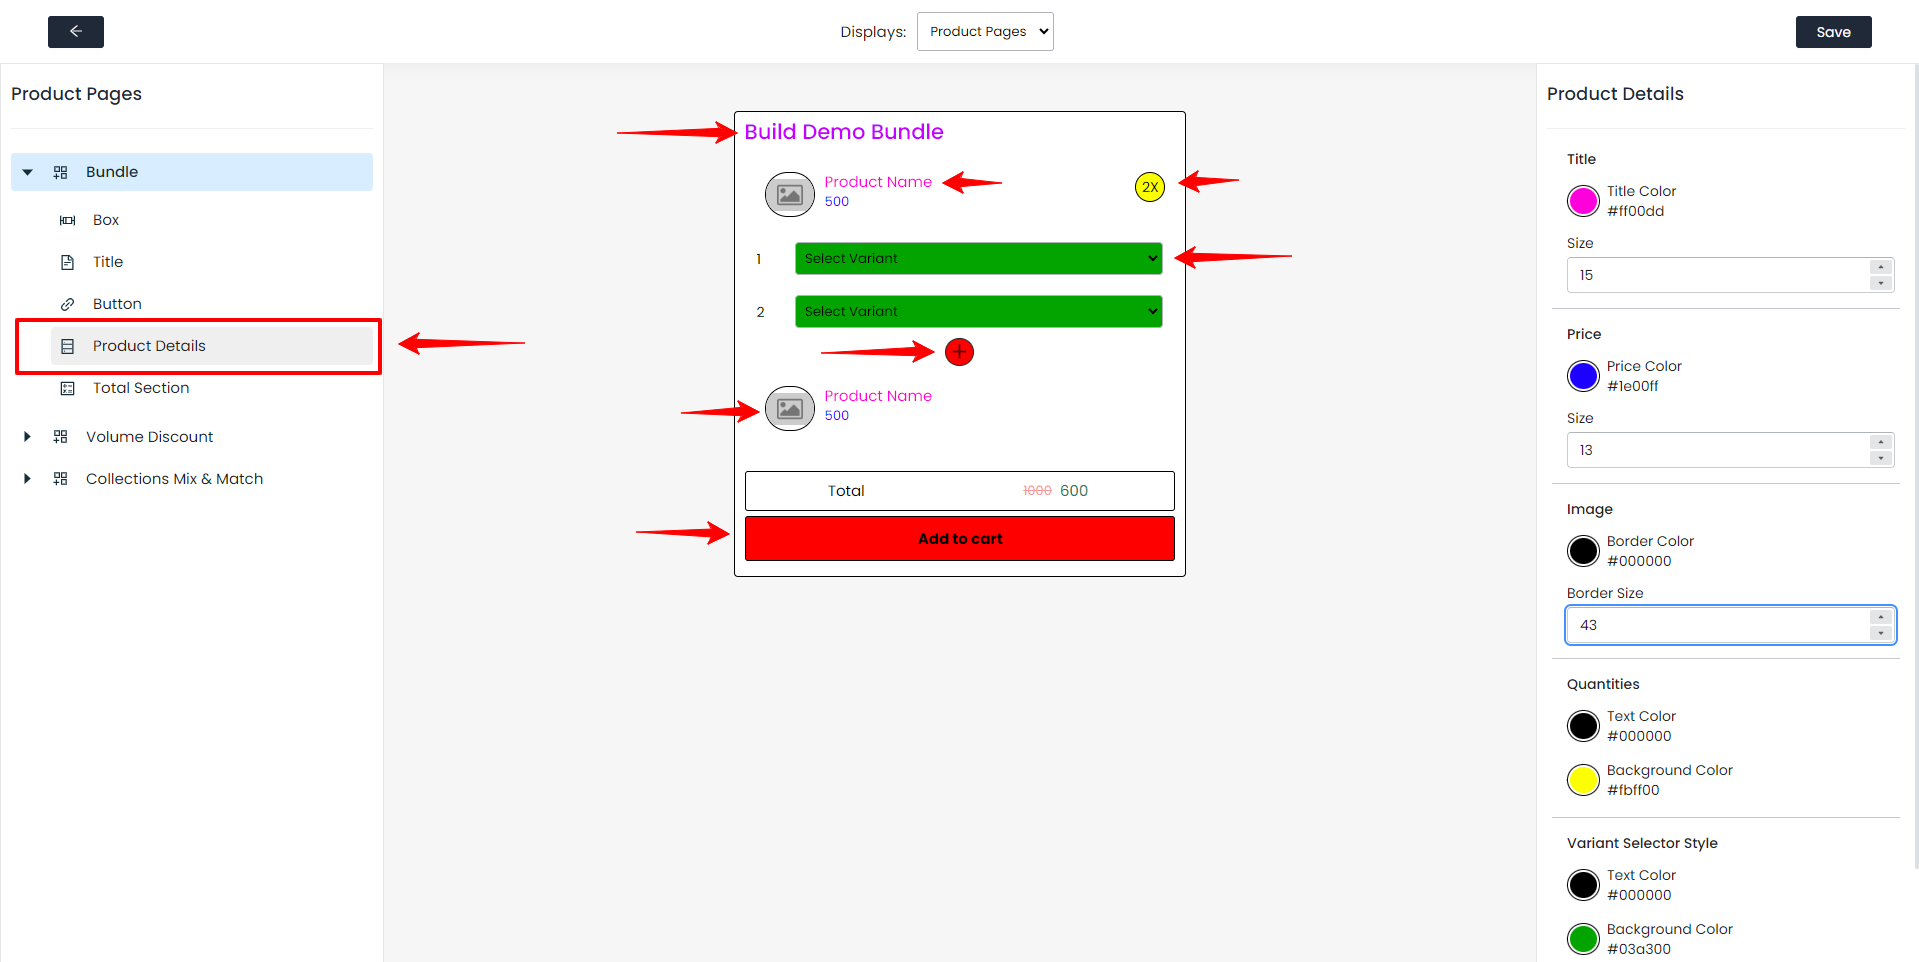 Displays: Product Pages
Save
Product Pages
Bundle
Box
Title
Button
Product Details
Total Section
Volume Discount
Collections Mix & Match
Build Demo Bundle
Product Name
500
2X
1 Select Variant
2 Select Variant
Product Name
500
Total 1000 600
Add to cart
Product Details
Title
Title Color
#ff00dd
Size
15
Price
Price Color
#1e00ff
Size
13
Image
Border Color
#000000
Border Size
43
Quantities
Text Color
#000000
Background Color
#fbff00
Variant Selector Style
Text Color
#000000
Background Color
#03a300